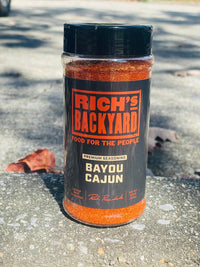 RICH'S
BACKYARD
FOOD FOR THE PEOPLE
PREMIUM SEASONING
BAYOU
CAJUN